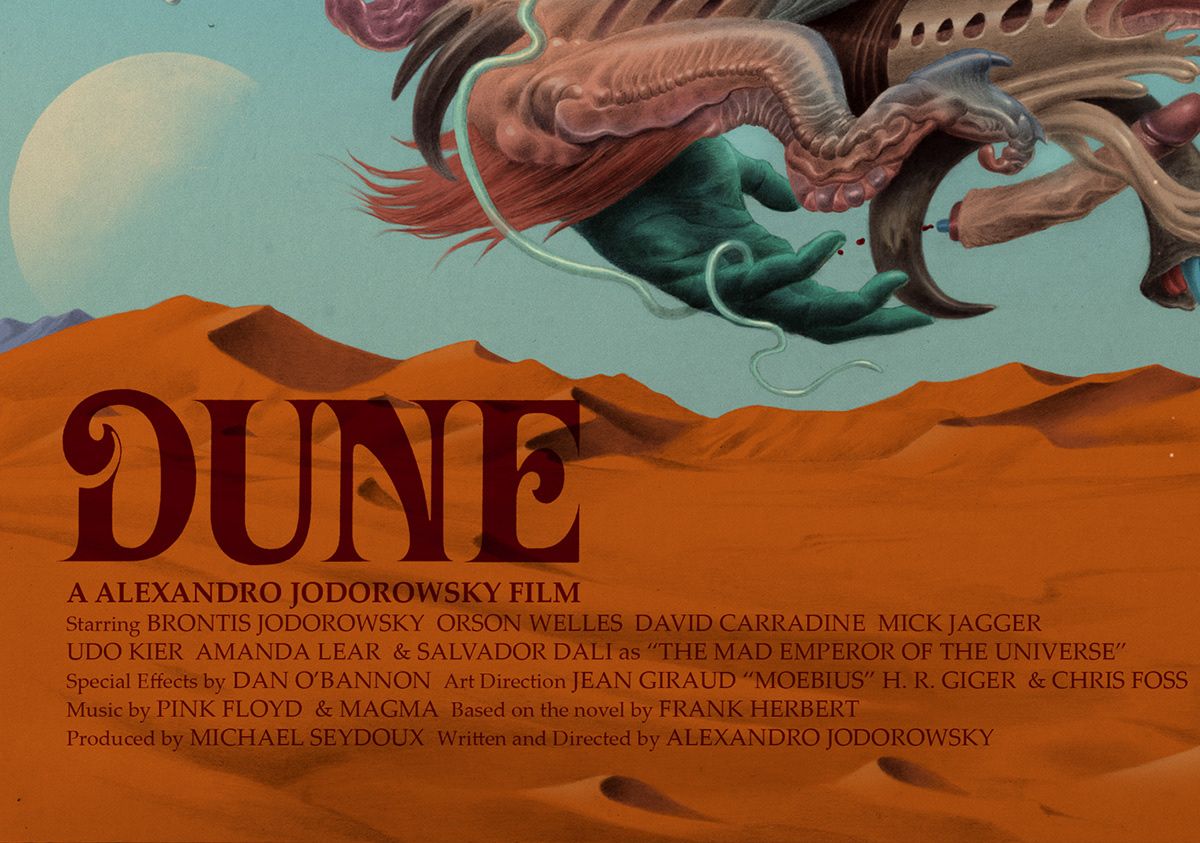 DUNE
A ALEXANDRO JODOROWSKY FILM
Starring BRONTIS JODOROWSKY ORSON WELLES DAVID CARRADINE MICK JAGGER
UDO KIER AMANDA LEAR & SALVADOR DALI as “THE MAD EMPEROR OF THE UNIVERSE”
Special Effects by DAN O’BANNON Art Direction JEAN GIRAUD “MOEBIUS” H. R. GIGER & CHRIS FOSS
Music by PINK FLOYD & MAGMA Based on the novel by FRANK HERBERT
Produced by MICHAEL SEYDOUX Written and Directed by ALEXANDRO JODOROWSKY